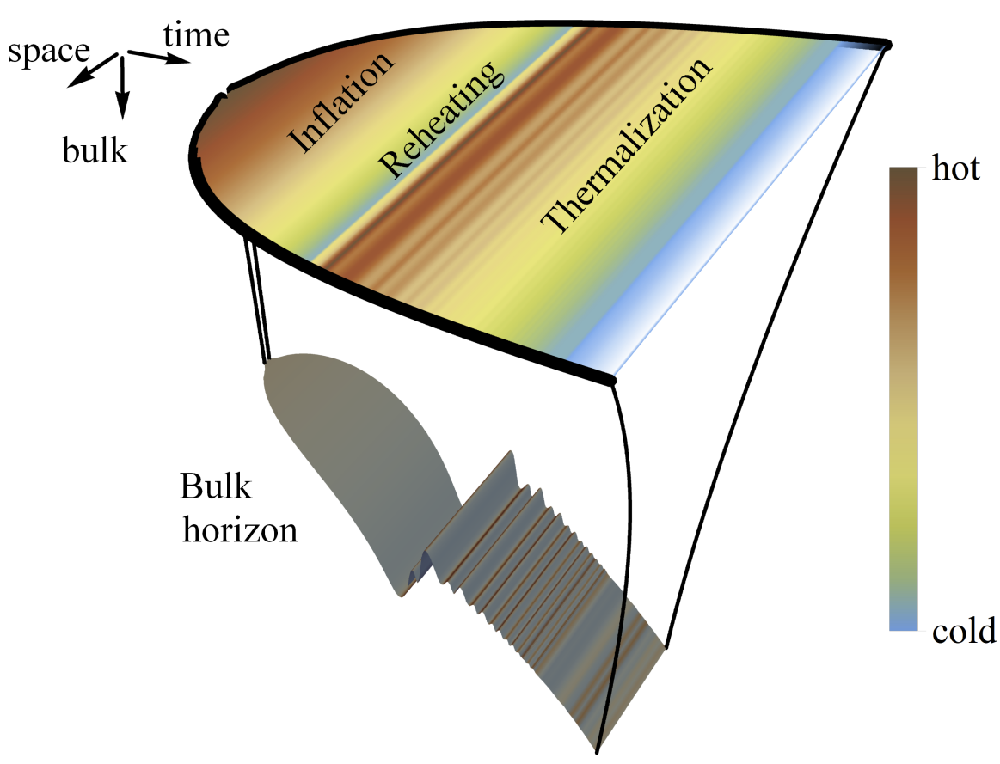 space
time
bulk
Inflation
Reheating
Thermalization
hot
cold
Bulk
horizon